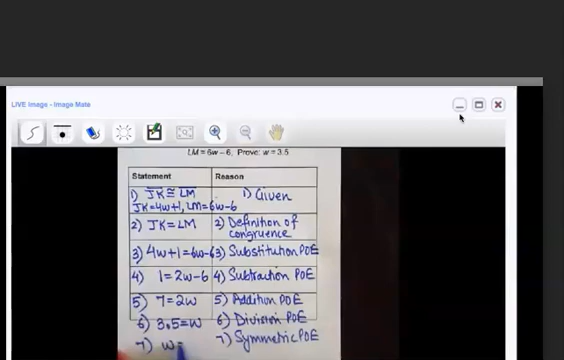 LIVE Image - Image Mate
LM = 6w – 6, Prove: w = 3.5
Statement Reason
1) JK ≅ LM 1) Given
JK=4w+1, LM=6w-6
2) JK = LM 2) Definition of
congruence
3) 4w+1=6w-6 3) Substitution POE
4) 1=2w-6 4) Subtraction POE
5) 7=2w 5) Addition POE
6) 3.5=w 6) Division POE
7) w= 7) Symmetric POE